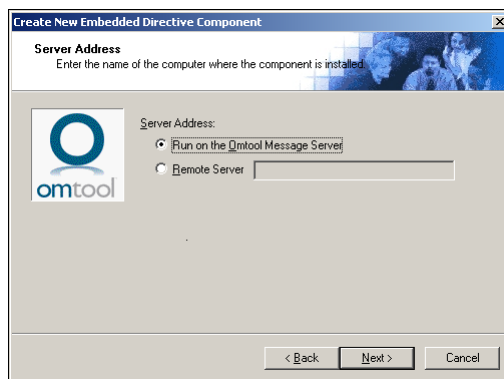 Create New Embedded Directive Component
Server Address
Enter the name of the computer where the component is installed.
Server Address:
Run on the Omtool Message Server
Remote Server
omtool
< Back
Next >
Cancel